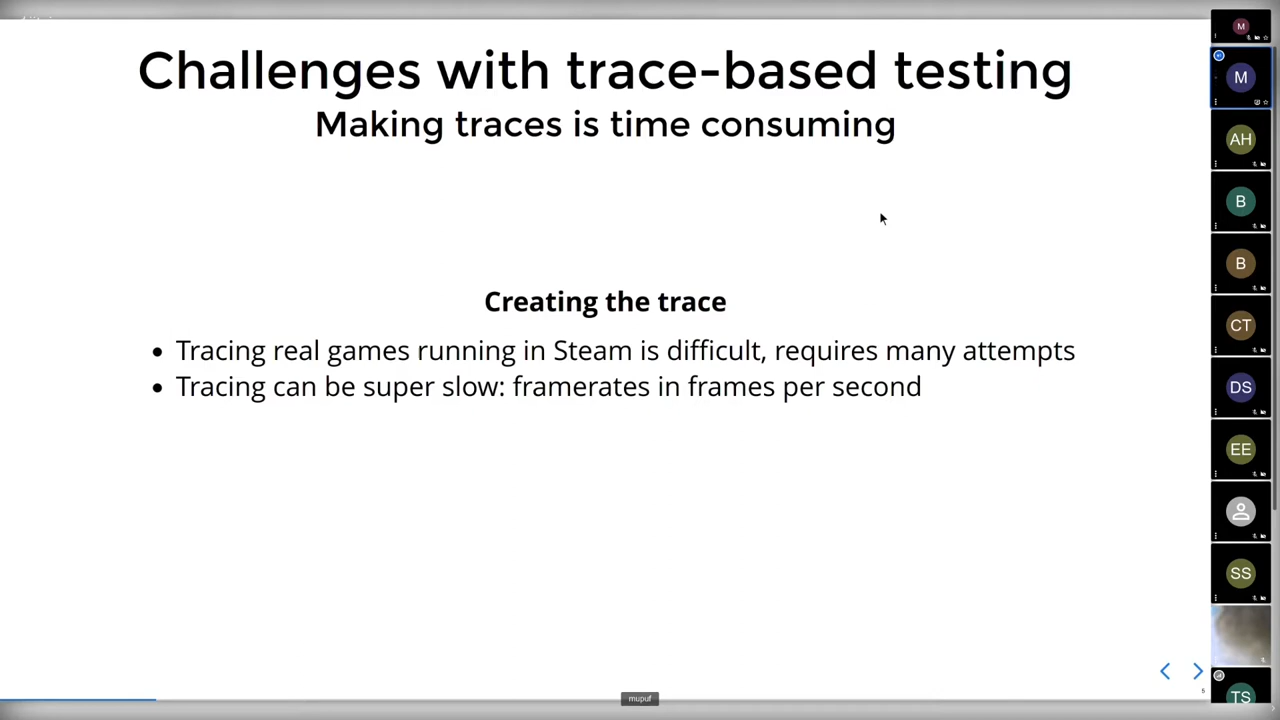 Challenges with trace-based testing
Making traces is time consuming
Creating the trace
Tracing real games running in Steam is difficult, requires many attempts
Tracing can be super slow: framerates in frames per second
5
mupuf
M
M
AH
B
B
CT
DS
EE
SS
TS